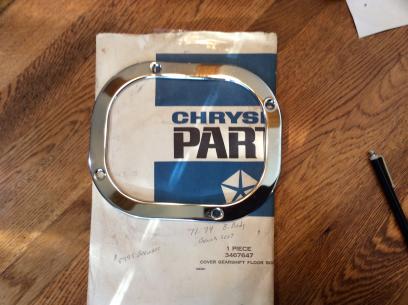 CHRYS
PART
71-74 B. Body
1 PIECE
3467647
COVER GEARSHIFT FLOOR